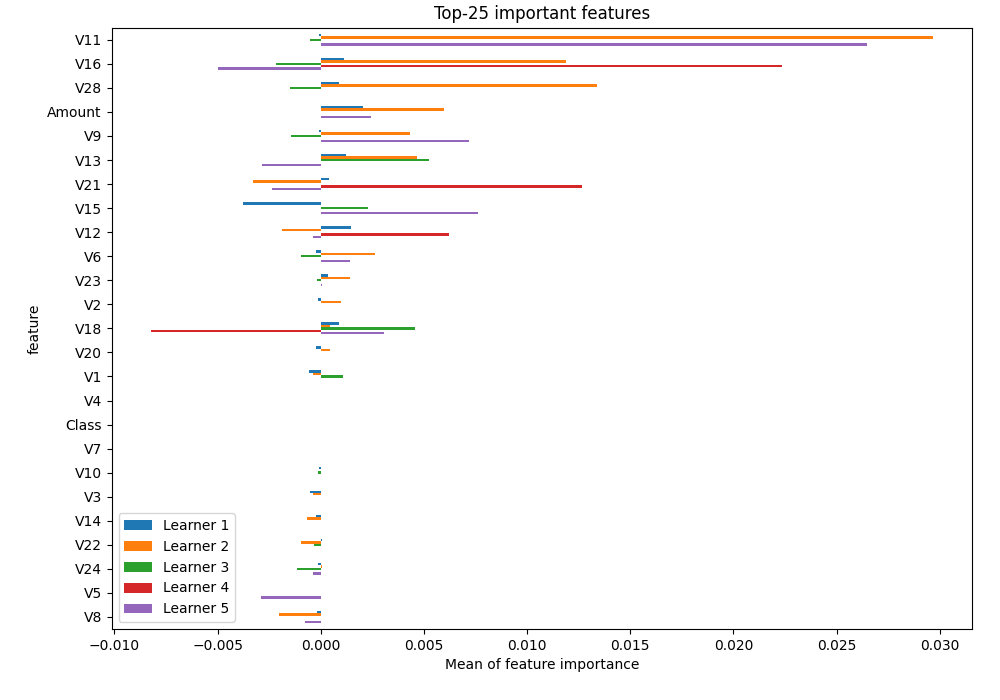 Top-25 important features
V11
V16
V28
Amount
V9
V13
V21
V15
V12
V6
V23
V2
V18
V20
V1
V4
Class
V7
V10
V3
V14
V22
V24
V5
V8
feature
Learner 1
Learner 2
Learner 3
Learner 4
Learner 5
−0.010 −0.005 0.000 0.005 0.010 0.015 0.020 0.025 0.030
Mean of feature importance